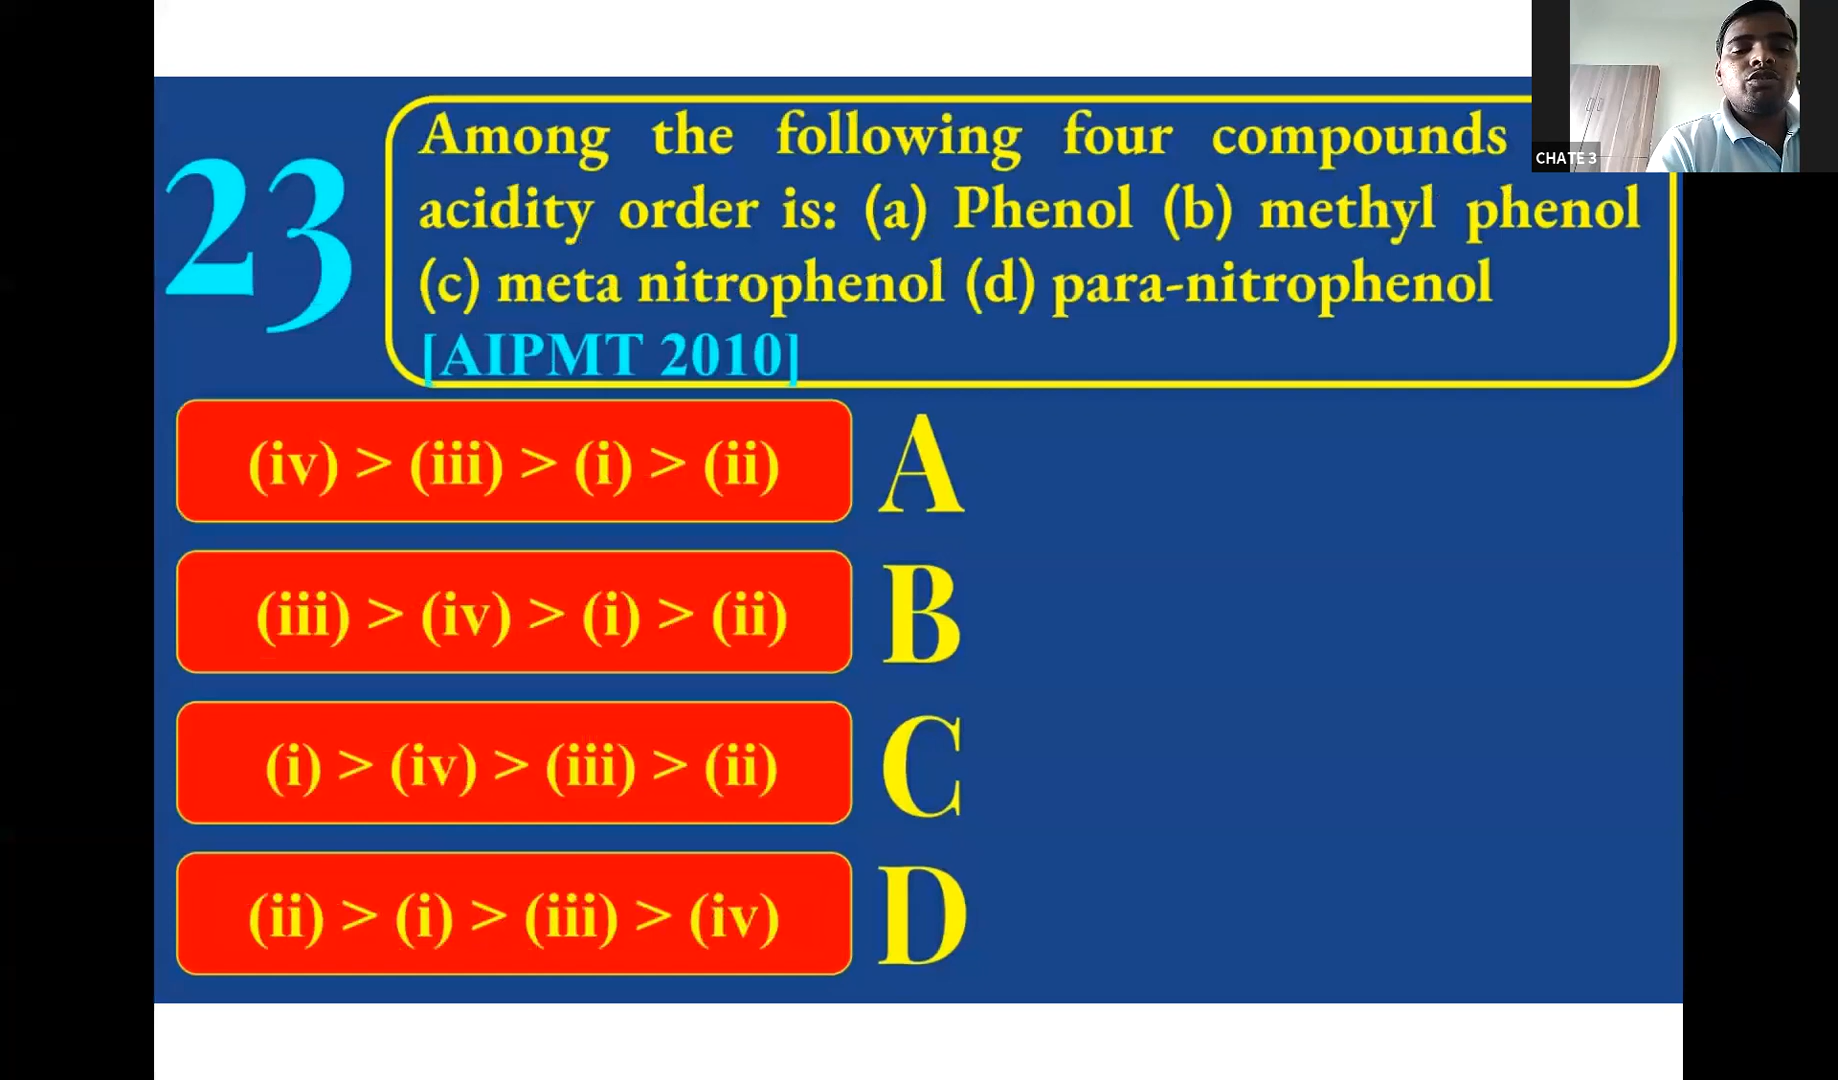 CHATE 3
23
Among the following four compounds
acidity order is: (a) Phenol (b) methyl phenol
(c) meta nitrophenol (d) para-nitrophenol
[AIPMT 2010]
(iv) > (iii) > (i) > (ii) A
(iii) > (iv) > (i) > (ii) B
(i) > (iv) > (iii) > (ii) C
(ii) > (i) > (iii) > (iv) D